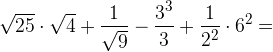 √25 · √4 + 1/√9 − 3³/3 + 1/2² · 6² =